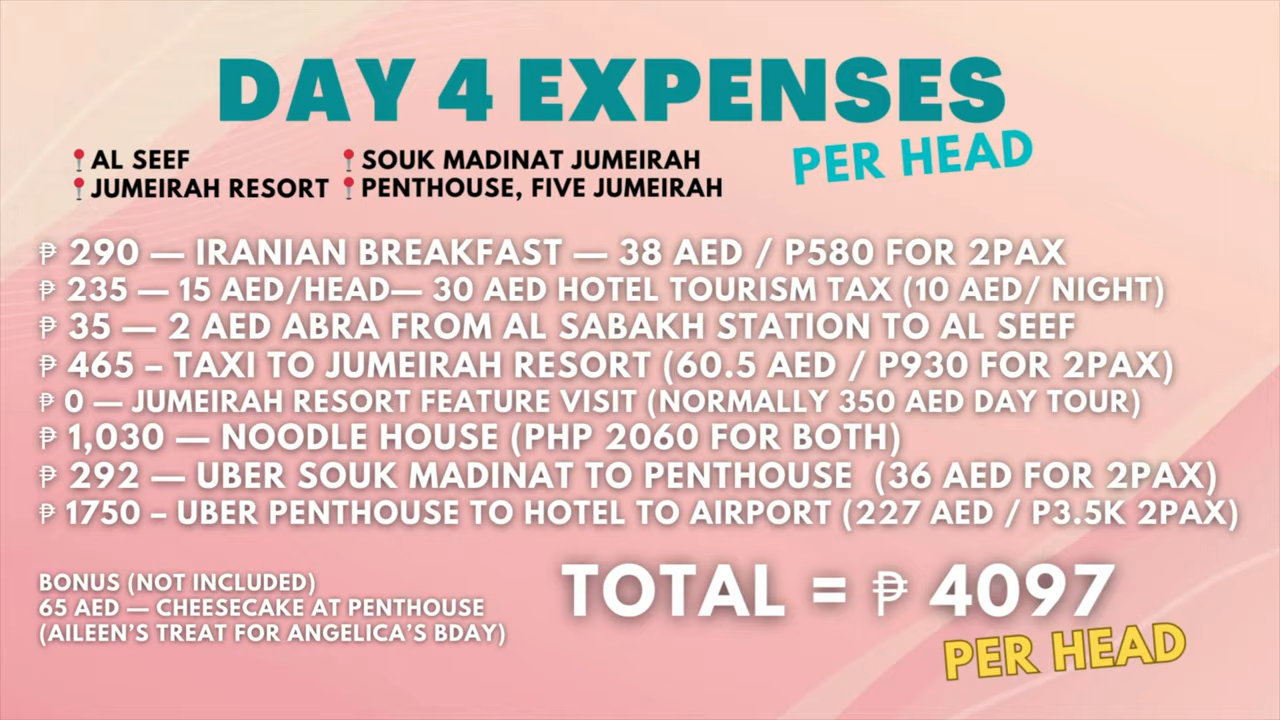 DAY 4 EXPENSES
PER HEAD
📍AL SEEF 📍SOUK MADINAT JUMEIRAH
📍JUMEIRAH RESORT 📍PENTHOUSE, FIVE JUMEIRAH
₱ 290 — IRANIAN BREAKFAST — 38 AED / P580 FOR 2PAX
₱ 235 — 15 AED/HEAD— 30 AED HOTEL TOURISM TAX (10 AED/ NIGHT)
₱ 35 — 2 AED ABRA FROM AL SABAKH STATION TO AL SEEF
₱ 465 – TAXI TO JUMEIRAH RESORT (60.5 AED / P930 FOR 2PAX)
₱ 0 — JUMEIRAH RESORT FEATURE VISIT (NORMALLY 350 AED DAY TOUR)
₱ 1,030 — NOODLE HOUSE (PHP 2060 FOR BOTH)
₱ 292 — UBER SOUK MADINAT TO PENTHOUSE (36 AED FOR 2PAX)
₱ 1750 – UBER PENTHOUSE TO HOTEL TO AIRPORT (227 AED / P3.5K 2PAX)
BONUS (NOT INCLUDED)
65 AED — CHEESECAKE AT PENTHOUSE
(AILEEN'S TREAT FOR ANGELICA'S BDAY)
TOTAL = ₱ 4097
PER HEAD